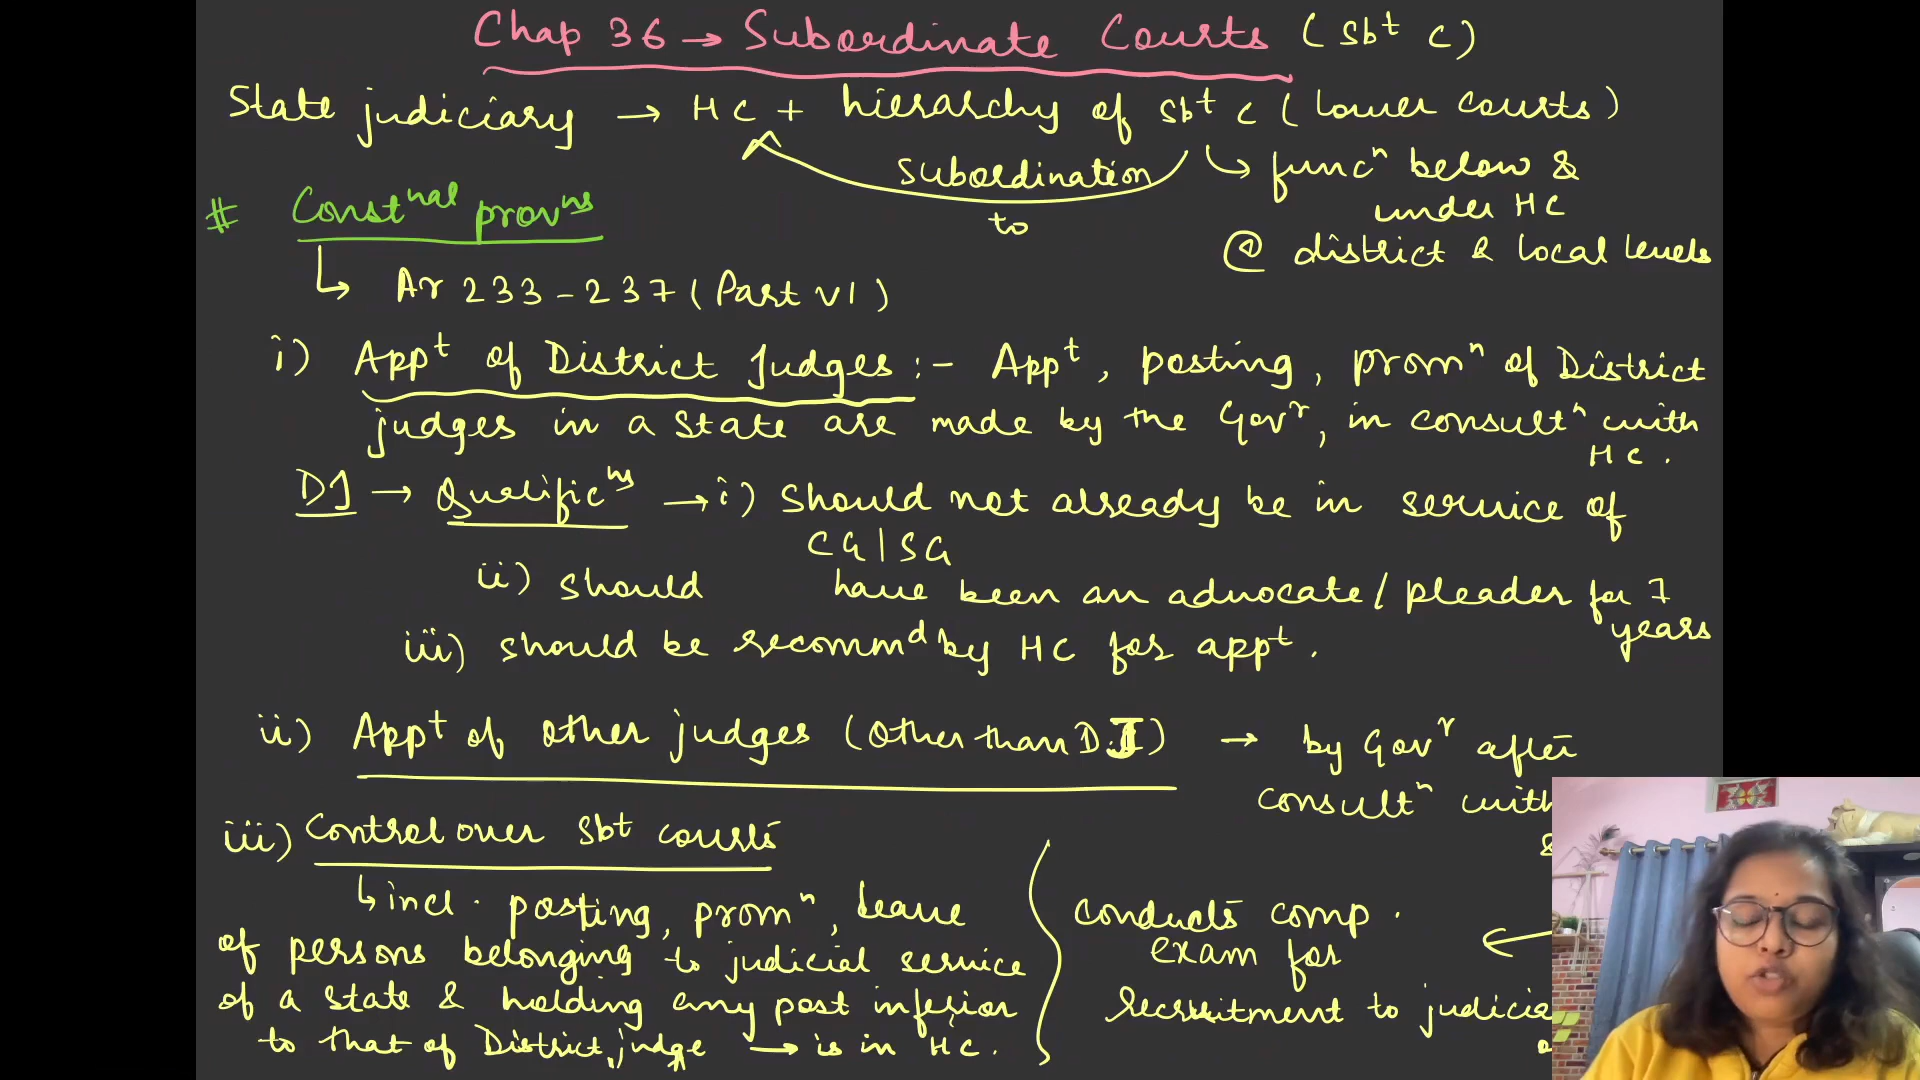 Chap 36 → Subordinate Courts (Sbt C)
State judiciary → HC + hierarchy of Sbt C (lower courts)
Subordination to
↳ funcn below &
under HC
@ district & local levels
# Constnal provns
↳ Ar 233-237 (Part VI)
i) Appt of District Judges :- Appt, posting, promn of District
judges in a State are made by the Govr, in consultn with
HC.
DJ → Qualificns → i) Should not already be in service of
CG/SG
ii) should have been an advocate/pleader for 7
years
iii) should be recommd by HC for appt.
ii) Appt of other judges (Other than DJ) → by Govr after
consultn with
iii) Control over Sbt courts
↳ incl. posting, promn, leave
of persons belonging to judicial service
of a State & holding any post inferior
to that of District judge → is in HC.
conducts comp.
exam for
recruitment to judicia